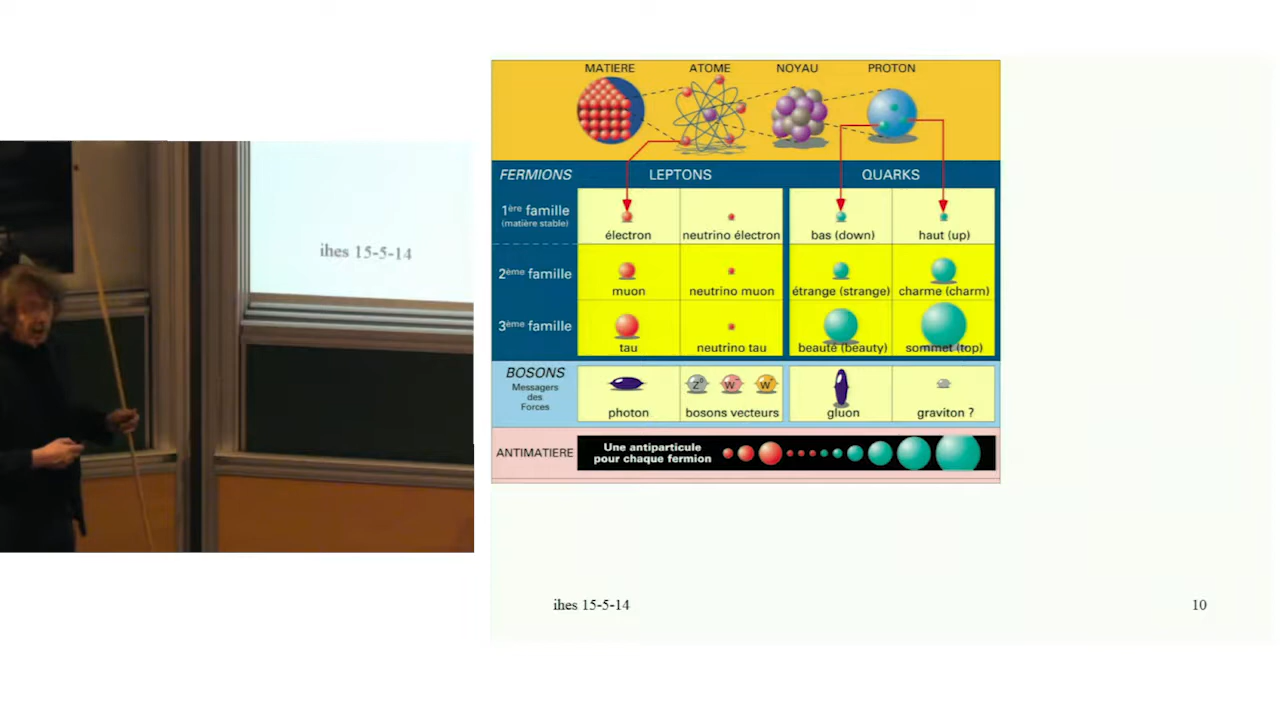 ihes 15-5-14
MATIERE ATOME NOYAU PROTON
FERMIONS LEPTONS QUARKS
1ère famille
(matière stable)
électron neutrino électron bas (down) haut (up)
2ème famille
muon neutrino muon étrange (strange) charme (charm)
3ème famille
tau neutrino tau beauté (beauty) sommet (top)
BOSONS
Messagers
des
Forces
Z⁰ W⁻ W⁺
photon bosons vecteurs gluon graviton ?
ANTIMATIERE
Une antiparticule
pour chaque fermion
ihes 15-5-14 10